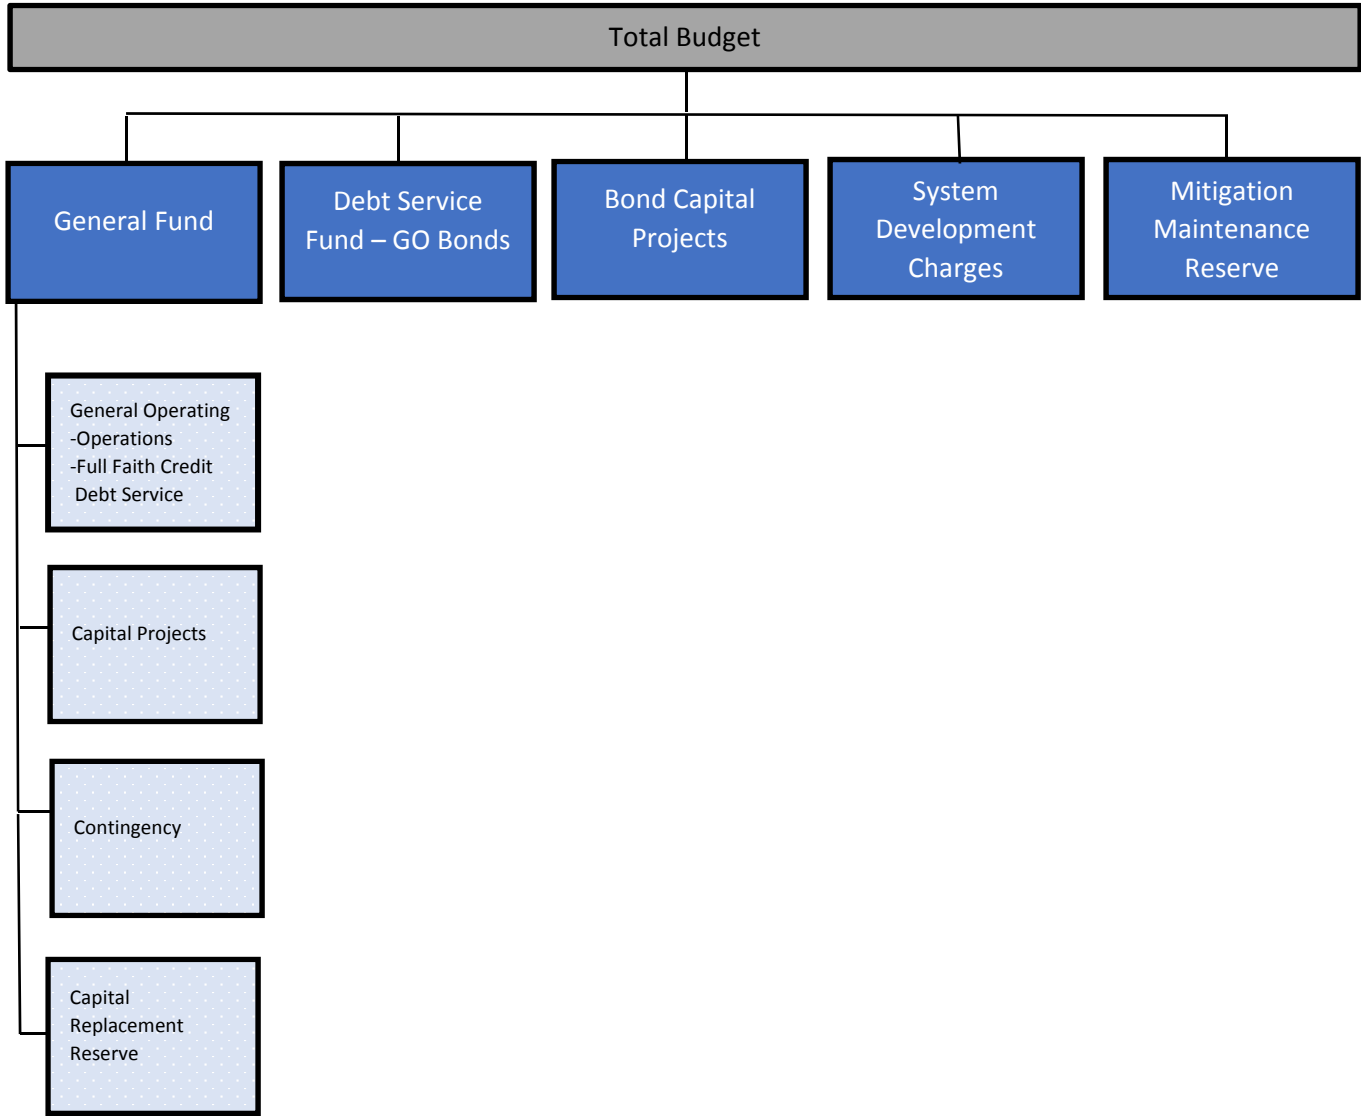 Total Budget
General Fund
Debt Service
Fund – GO Bonds
Bond Capital
Projects
System
Development
Charges
Mitigation
Maintenance
Reserve
General Operating
-Operations
-Full Faith Credit
Debt Service
Capital Projects
Contingency
Capital
Replacement
Reserve